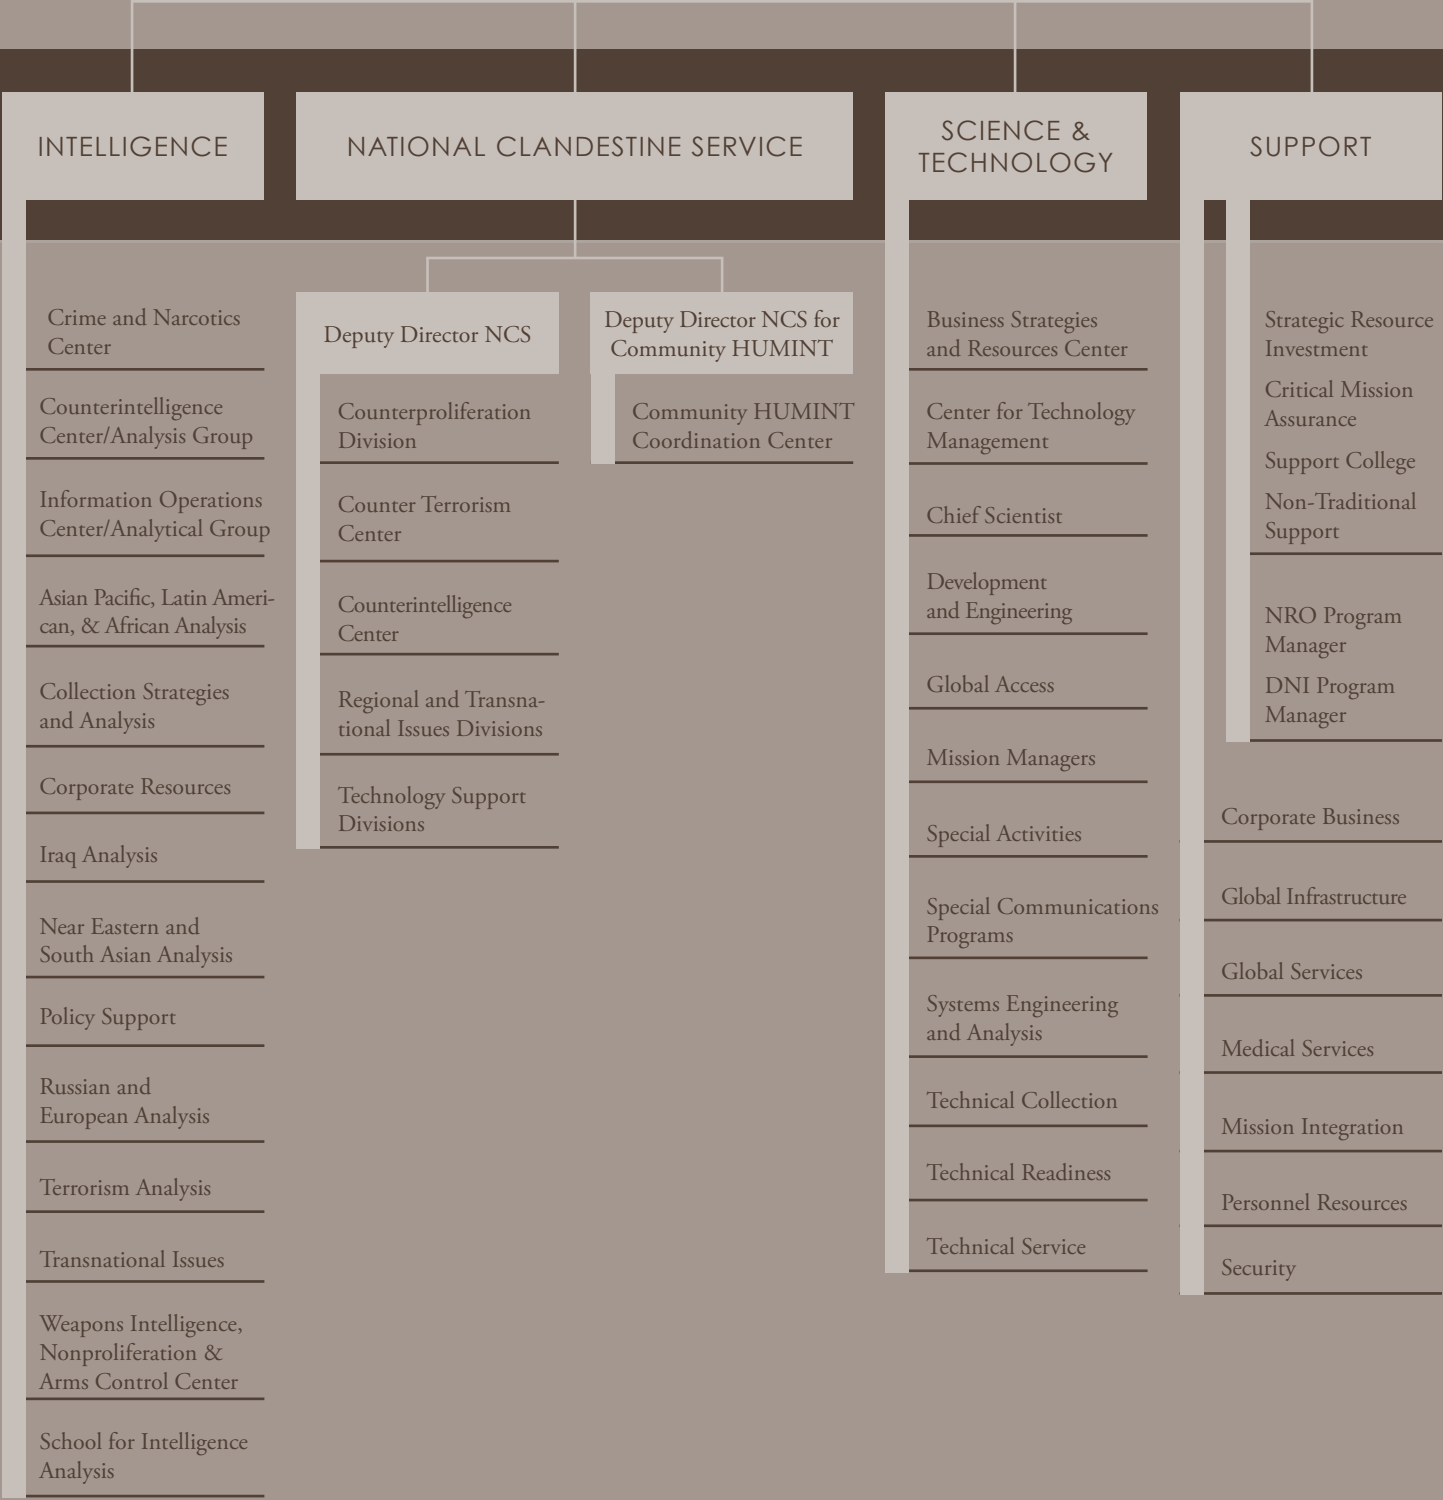 INTELLIGENCE
Crime and Narcotics
Center
Counterintelligence
Center/Analysis Group
Information Operations
Center/Analytical Group
Asian Pacific, Latin Ameri-
can, & African Analysis
Collection Strategies
and Analysis
Corporate Resources
Iraq Analysis
Near Eastern and
South Asian Analysis
Policy Support
Russian and
European Analysis
Terrorism Analysis
Transnational Issues
Weapons Intelligence,
Nonproliferation &
Arms Control Center
School for Intelligence
Analysis
NATIONAL CLANDESTINE SERVICE
Deputy Director NCS
Counterproliferation
Division
Counter Terrorism
Center
Counterintelligence
Center
Regional and Transna-
tional Issues Divisions
Technology Support
Divisions
Deputy Director NCS for
Community HUMINT
Community HUMINT
Coordination Center
SCIENCE &
TECHNOLOGY
Business Strategies
and Resources Center
Center for Technology
Management
Chief Scientist
Development
and Engineering
Global Access
Mission Managers
Special Activities
Special Communications
Programs
Systems Engineering
and Analysis
Technical Collection
Technical Readiness
Technical Service
SUPPORT
Strategic Resource
Investment
Critical Mission
Assurance
Support College
Non-Traditional
Support
NRO Program
Manager
DNI Program
Manager
Corporate Business
Global Infrastructure
Global Services
Medical Services
Mission Integration
Personnel Resources
Security